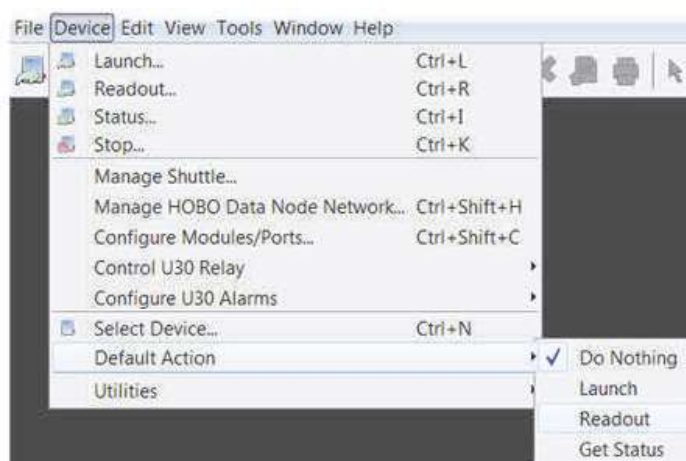 File Device Edit View Tools Window Help
Launch... Ctrl+L
Readout... Ctrl+R
Status... Ctrl+I
Stop... Ctrl+K
Manage Shuttle...
Manage HOBO Data Node Network... Ctrl+Shift+H
Configure Modules/Ports... Ctrl+Shift+C
Control U30 Relay
Configure U30 Alarms
Select Device... Ctrl+N
Default Action
Do Nothing
Launch
Readout
Get Status
Utilities